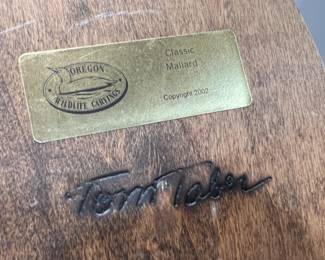 OREGON
WILDLIFE CARVINGS
Classic
Mallard
Copyright 2002
Tom Taber